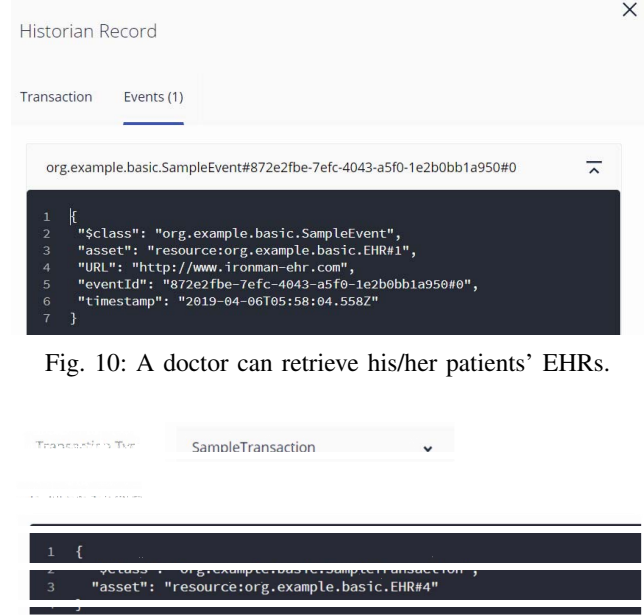 Historian Record
Transaction Events (1)
org.example.basic.SampleEvent#872e2fbe-7efc-4043-a5f0-1e2b0bb1a950#0
1 {
2 "$class": "org.example.basic.SampleEvent",
3 "asset": "resource:org.example.basic.EHR#1",
4 "URL": "http://www.ironman-ehr.com",
5 "eventId": "872e2fbe-7efc-4043-a5f0-1e2b0bb1a950#0",
6 "timestamp": "2019-04-06T05:58:04.558Z"
7 }
Fig. 10: A doctor can retrieve his/her patients' EHRs.
SampleTransaction
1 {
3 "asset": "resource:org.example.basic.EHR#4"